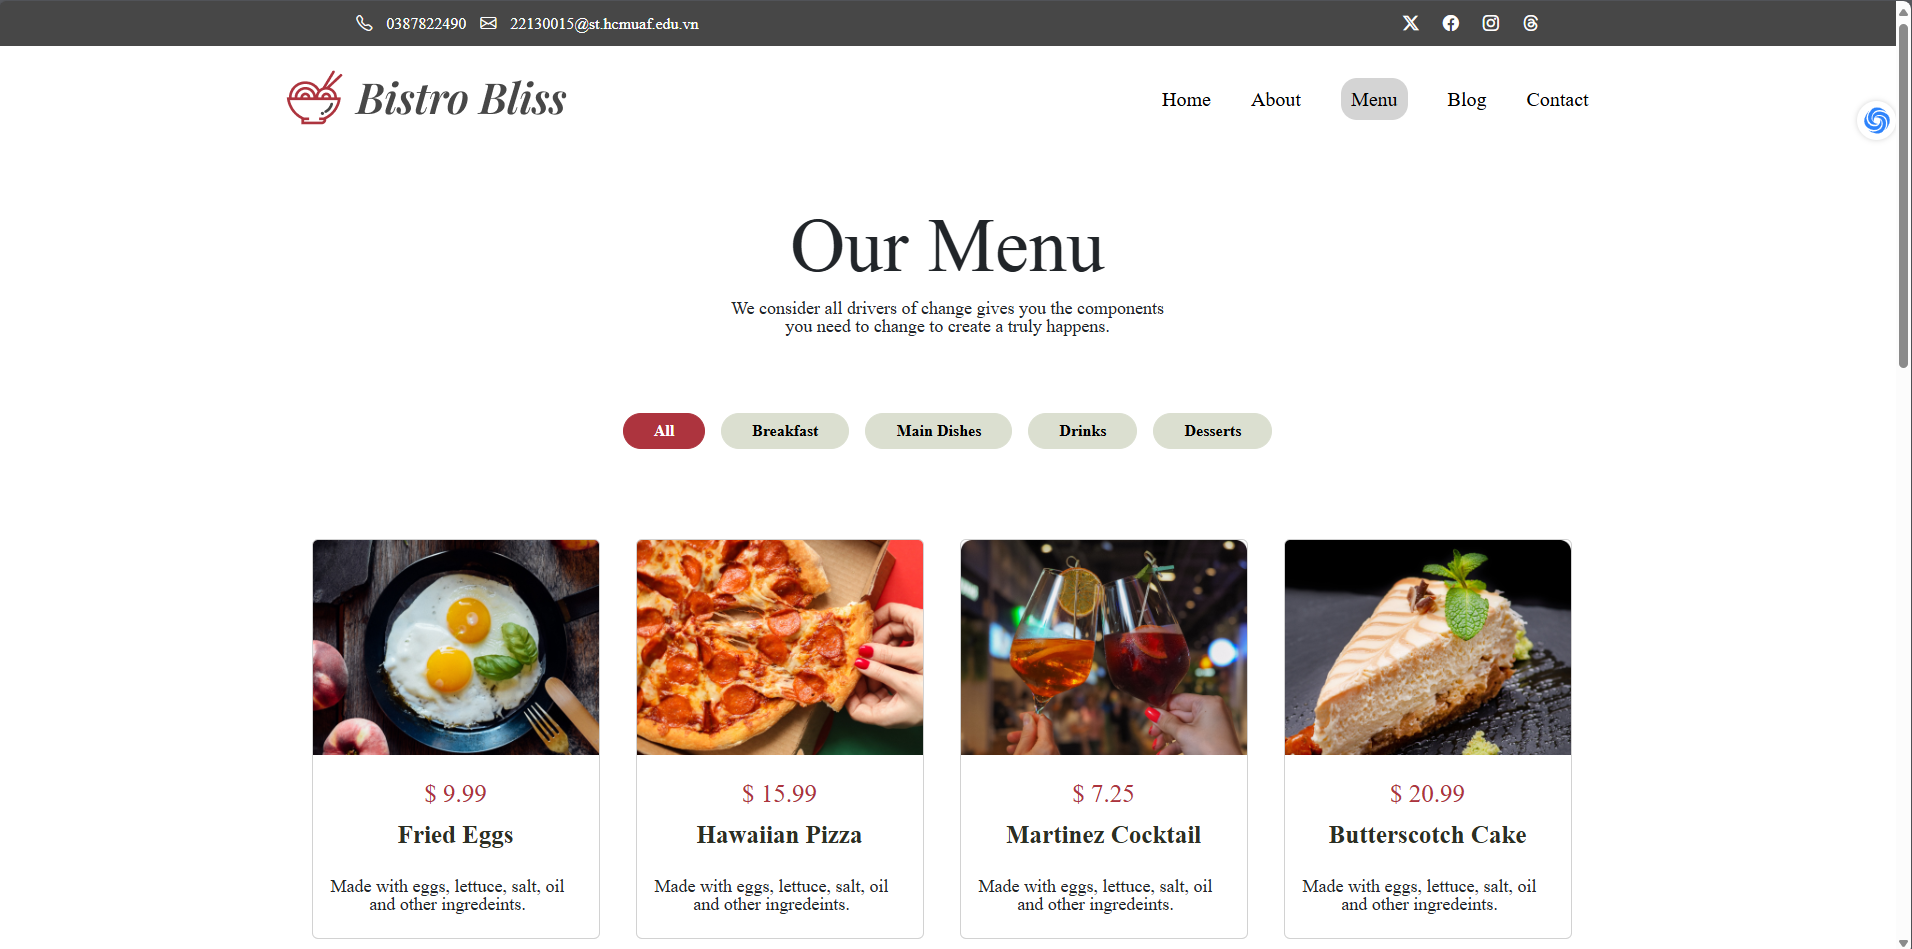 0387822490 22130015@st.hcmuaf.edu.vn
Bistro Bliss
Home About Menu Blog Contact
Our Menu
We consider all drivers of change gives you the components
you need to change to create a truly happens.
All Breakfast Main Dishes Drinks Desserts
$ 9.99
Fried Eggs
Made with eggs, lettuce, salt, oil
and other ingredeints.
$ 15.99
Hawaiian Pizza
Made with eggs, lettuce, salt, oil
and other ingredeints.
$ 7.25
Martinez Cocktail
Made with eggs, lettuce, salt, oil
and other ingredeints.
$ 20.99
Butterscotch Cake
Made with eggs, lettuce, salt, oil
and other ingredeints.